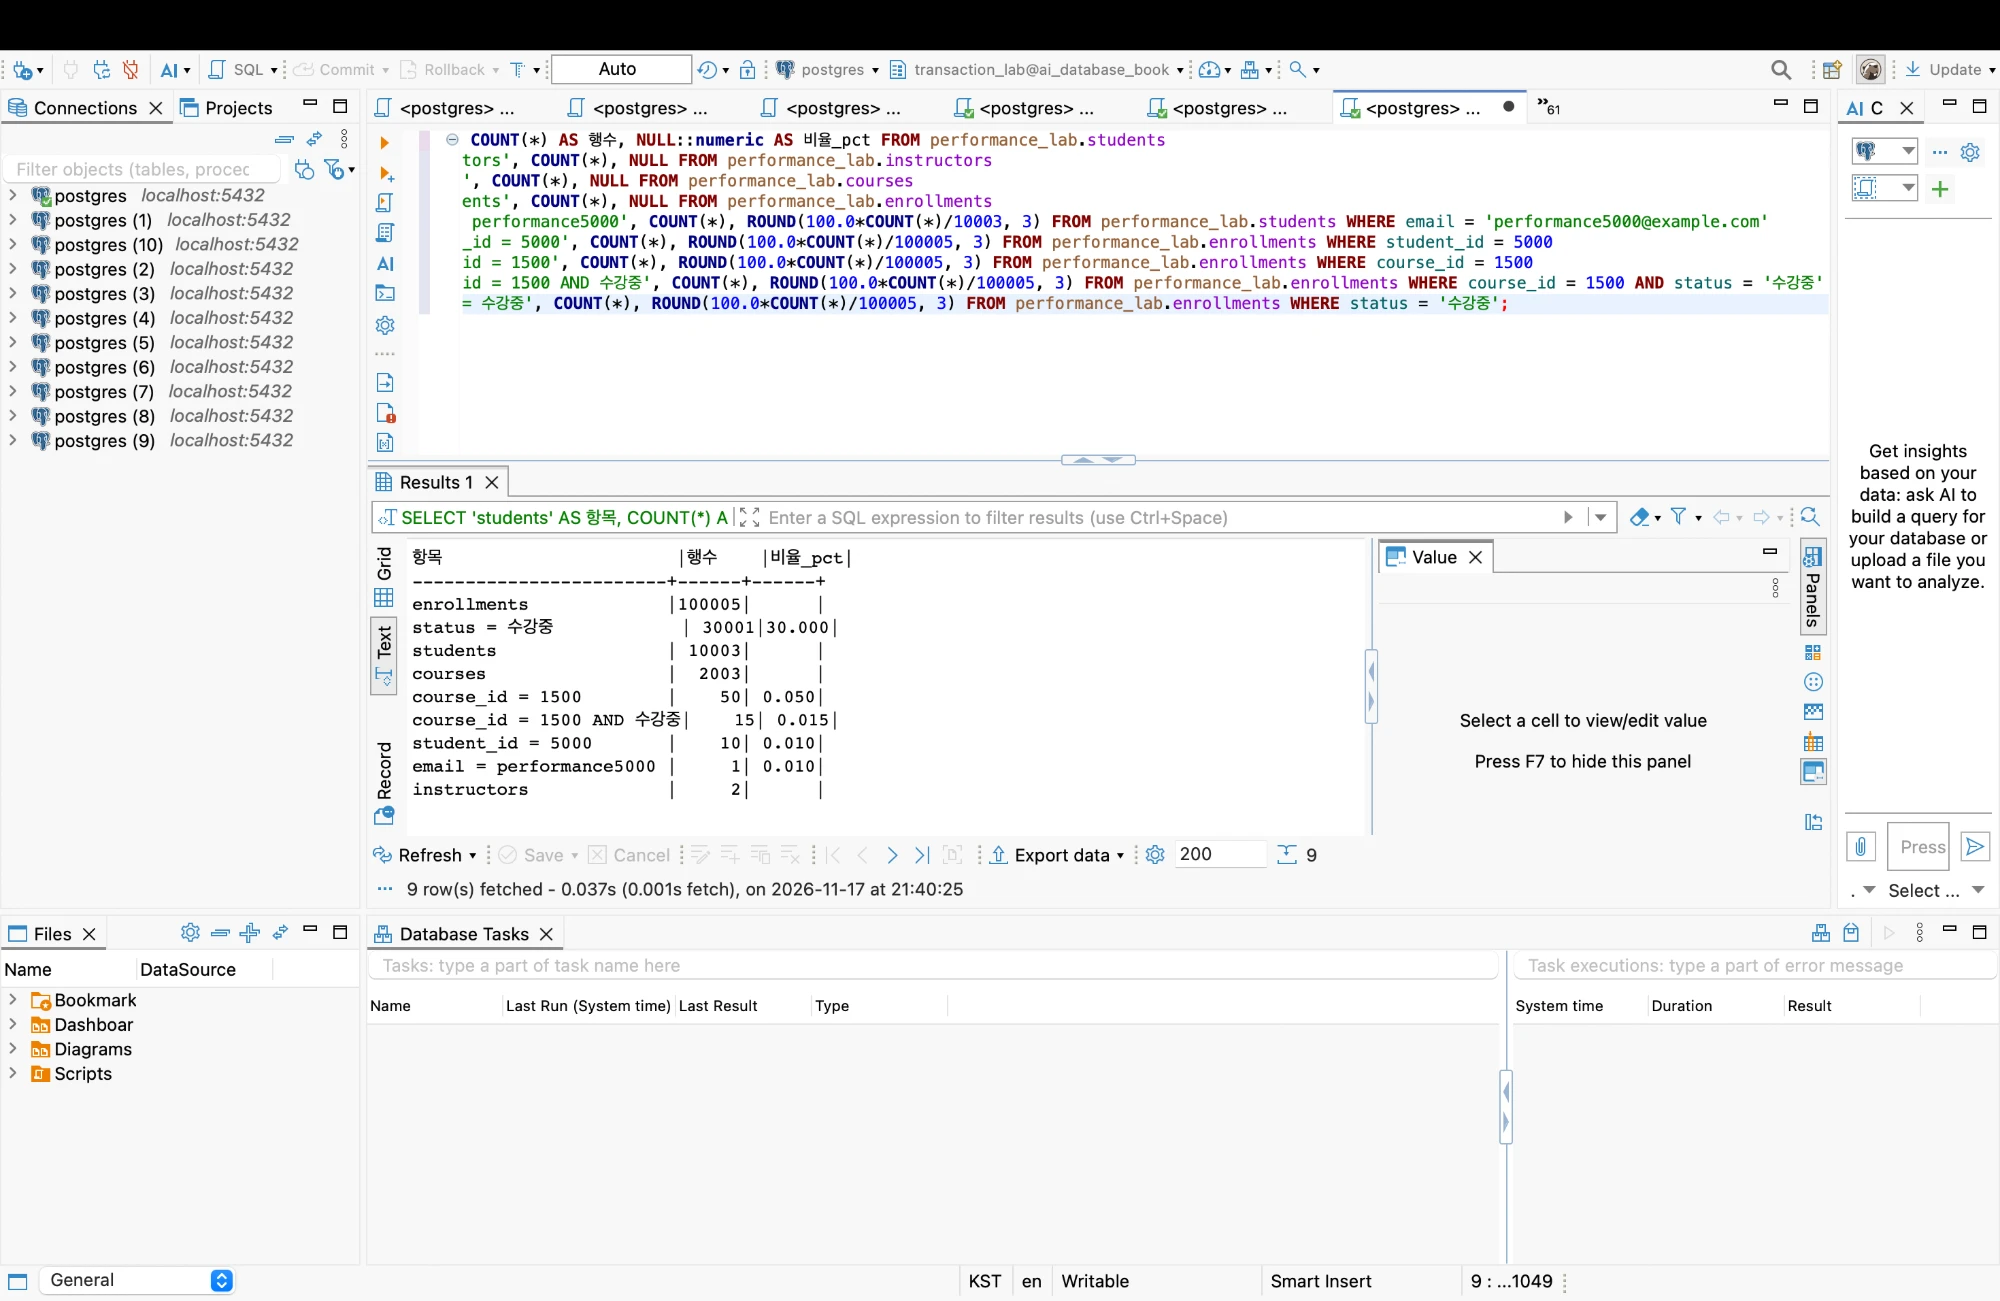 AI
SQL
Commit
Rollback
T
Auto
postgres
transaction_lab@ai_database_book
Update
Connections
Projects
<postgres> ...
<postgres> ...
<postgres> ...
<postgres> ...
<postgres> ...
<postgres> ...
»61
AI C
Filter objects (tables, procec
postgres localhost:5432
postgres (1) localhost:5432
postgres (10) localhost:5432
postgres (2) localhost:5432
postgres (3) localhost:5432
postgres (4) localhost:5432
postgres (5) localhost:5432
postgres (6) localhost:5432
postgres (7) localhost:5432
postgres (8) localhost:5432
postgres (9) localhost:5432
AI
COUNT(*) AS 행수, NULL::numeric AS 비율_pct FROM performance_lab.students
tors', COUNT(*), NULL FROM performance_lab.instructors
', COUNT(*), NULL FROM performance_lab.courses
ents', COUNT(*), NULL FROM performance_lab.enrollments
performance5000', COUNT(*), ROUND(100.0*COUNT(*)/10003, 3) FROM performance_lab.students WHERE email = 'performance5000@example.com'
_id = 5000', COUNT(*), ROUND(100.0*COUNT(*)/100005, 3) FROM performance_lab.enrollments WHERE student_id = 5000
id = 1500', COUNT(*), ROUND(100.0*COUNT(*)/100005, 3) FROM performance_lab.enrollments WHERE course_id = 1500
id = 1500 AND 수강중', COUNT(*), ROUND(100.0*COUNT(*)/100005, 3) FROM performance_lab.enrollments WHERE course_id = 1500 AND status = '수강중'
= 수강중', COUNT(*), ROUND(100.0*COUNT(*)/100005, 3) FROM performance_lab.enrollments WHERE status = '수강중';
Results 1
SELECT 'students' AS 항목, COUNT(*) A
Enter a SQL expression to filter results (use Ctrl+Space)
Grid
Text
Record
항목 |행수 |비율_pct|
------------------------+------+------+
enrollments |100005| |
status = 수강중 | 30001|30.000|
students | 10003| |
courses | 2003| |
course_id = 1500 | 50| 0.050|
course_id = 1500 AND 수강중| 15| 0.015|
student_id = 5000 | 10| 0.010|
email = performance5000 | 1| 0.010|
instructors | 2| |
Value
Select a cell to view/edit value
Press F7 to hide this panel
Panels
Get insights
based on your
data: ask AI to
build a query for
your database or
upload a file you
want to analyze.
Press
. Select ...
Refresh
Save
Cancel
Export data
200
9
9 row(s) fetched - 0.037s (0.001s fetch), on 2026-11-17 at 21:40:25
Files
Name DataSource
Bookmark
Dashboar
Diagrams
Scripts
Database Tasks
Tasks: type a part of task name here
Task executions: type a part of error message
Name Last Run (System time) Last Result Type
System time Duration Result
General
KST
en
Writable
Smart Insert
9 : ...1049